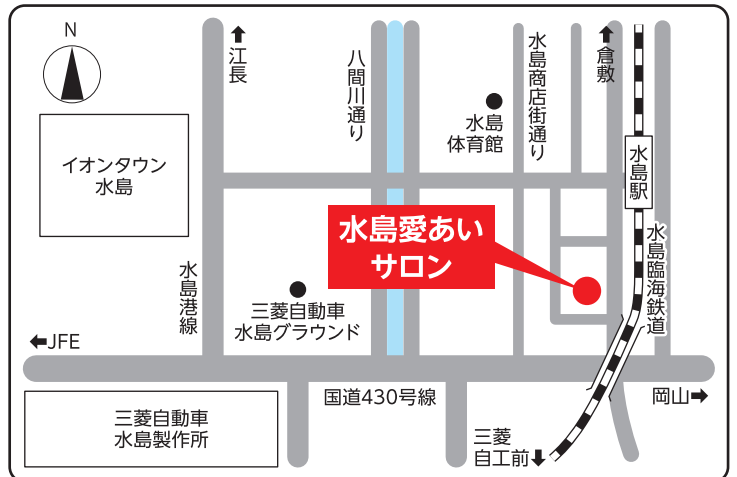 N
江長
八間川通り
水島商店街通り
倉敷
水島
体育館
イオンタウン
水島
水島駅
水島愛あい
サロン
水島臨海鉄道
水島港線
三菱自動車
水島グラウンド
JFE
国道430号線
岡山
三菱自動車
水島製作所
三菱
自工前